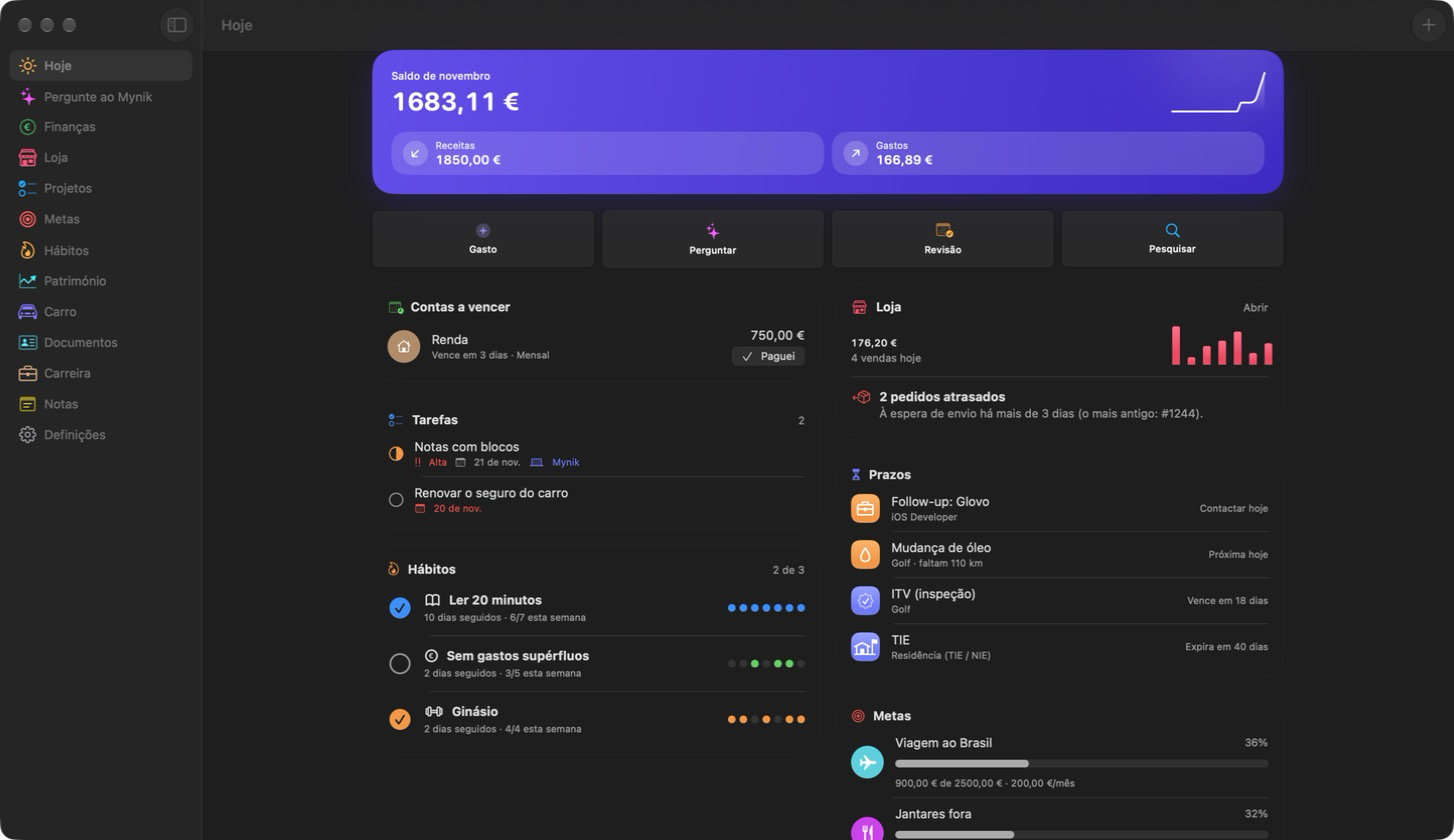 Hoje
Hoje
Pergunte ao Mynik
Finanças
Loja
Projetos
Metas
Hábitos
Património
Carro
Documentos
Carreira
Notas
Definições
Saldo de novembro
1683,11 €
Receitas
1850,00 €
Gastos
166,89 €
Gasto
Perguntar
Revisão
Pesquisar
Contas a vencer
Renda
750,00 €
Vence em 3 dias · Mensal
Paguei
Tarefas
2
Notas com blocos
!! Alta 21 de nov. Mynik
Renovar o seguro do carro
20 de nov.
Hábitos
2 de 3
Ler 20 minutos
10 dias seguidos · 6/7 esta semana
Sem gastos supérfluos
2 dias seguidos · 3/5 esta semana
Ginásio
2 dias seguidos · 4/4 esta semana
Loja
Abrir
176,20 €
4 vendas hoje
2 pedidos atrasados
À espera de envio há mais de 3 dias (o mais antigo: #1244).
Prazos
Follow-up: Glovo
iOS Developer
Contactar hoje
Mudança de óleo
Golf · faltam 110 km
Próxima hoje
ITV (inspeção)
Golf
Vence em 18 dias
TIE
Residência (TIE / NIE)
Expira em 40 dias
Metas
Viagem ao Brasil
36%
900,00 € de 2500,00 € · 200,00 €/mês
Jantares fora
32%